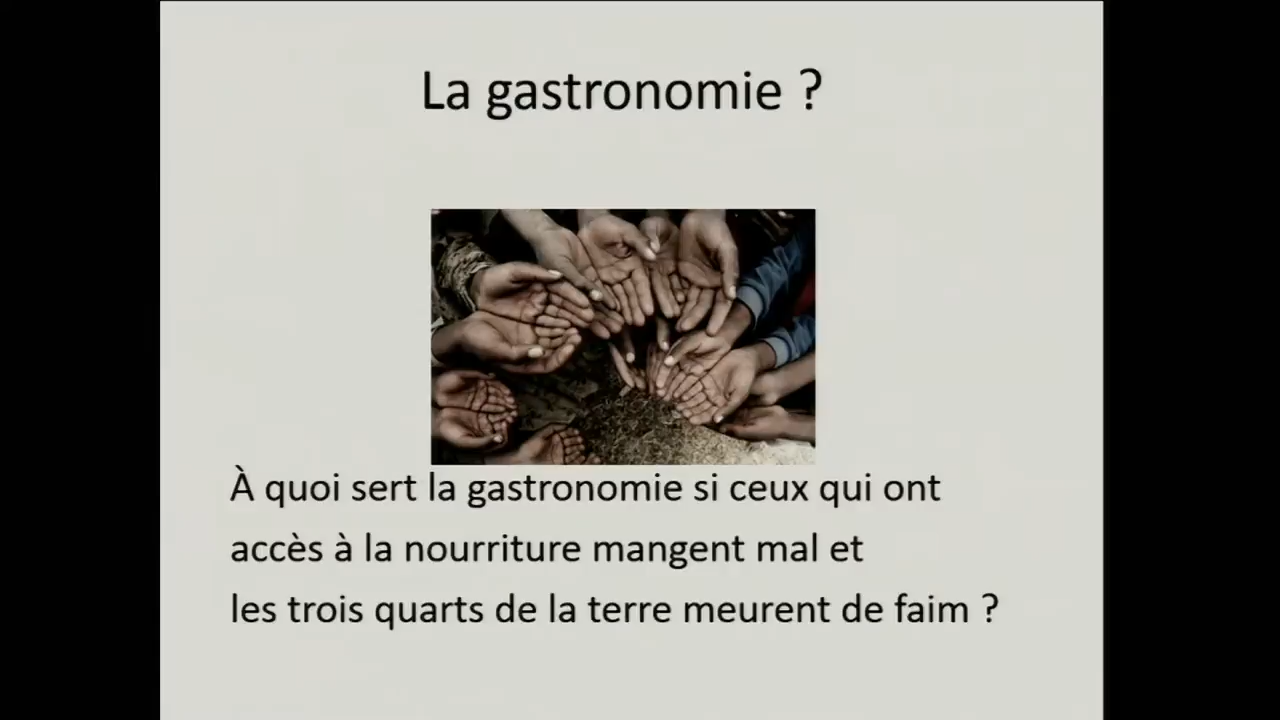 La gastronomie ?
À quoi sert la gastronomie si ceux qui ont
accès à la nourriture mangent mal et
les trois quarts de la terre meurent de faim ?